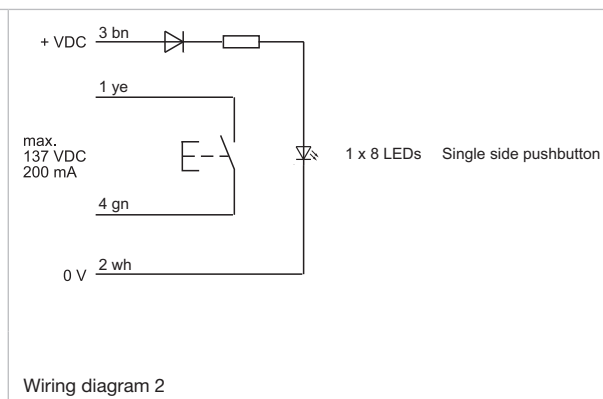 + VDC 3 bn
1 ye
max.
137 VDC
200 mA
1 x 8 LEDs Single side pushbutton
4 gn
0 V 2 wh
Wiring diagram 2